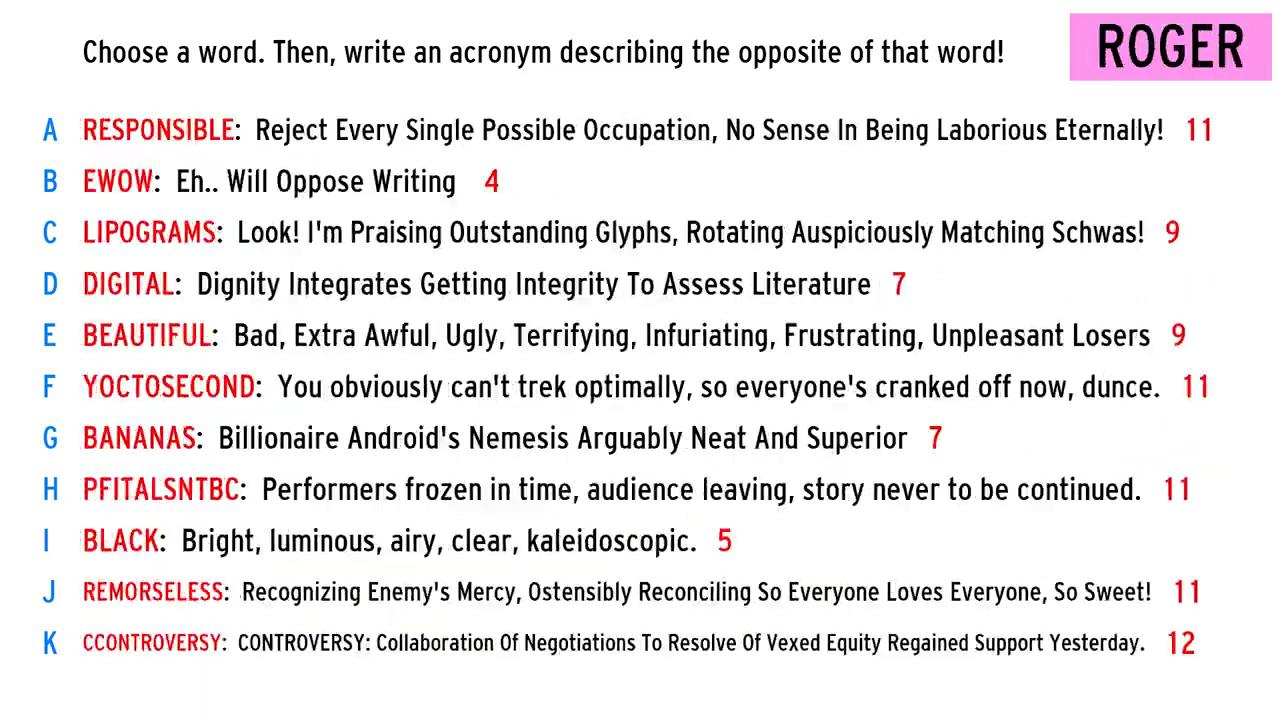 Choose a word. Then, write an acronym describing the opposite of that word!
ROGER
A RESPONSIBLE: Reject Every Single Possible Occupation, No Sense In Being Laborious Eternally! 11
B EWOW: Eh.. Will Oppose Writing 4
C LIPOGRAMS: Look! I'm Praising Outstanding Glyphs, Rotating Auspiciously Matching Schwas! 9
D DIGITAL: Dignity Integrates Getting Integrity To Assess Literature 7
E BEAUTIFUL: Bad, Extra Awful, Ugly, Terrifying, Infuriating, Frustrating, Unpleasant Losers 9
F YOCTOSECOND: You obviously can't trek optimally, so everyone's cranked off now, dunce. 11
G BANANAS: Billionaire Android's Nemesis Arguably Neat And Superior 7
H PFITALSNTBC: Performers frozen in time, audience leaving, story never to be continued. 11
I BLACK: Bright, luminous, airy, clear, kaleidoscopic. 5
J REMORSELESS: Recognizing Enemy's Mercy, Ostensibly Reconciling So Everyone Loves Everyone, So Sweet! 11
K CCONTROVERSY: CONTROVERSY: Collaboration Of Negotiations To Resolve Of Vexed Equity Regained Support Yesterday. 12